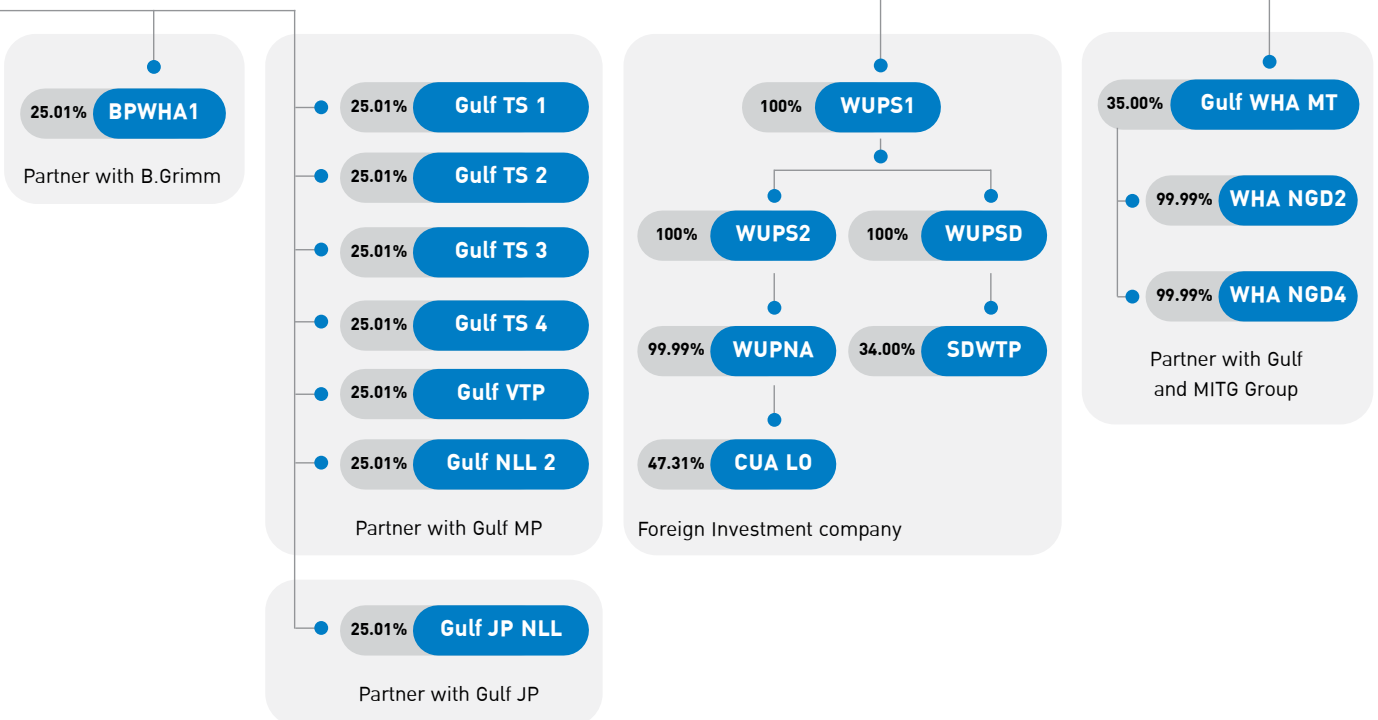 25.01% BPWHA1
Partner with B.Grimm
25.01% Gulf TS 1
25.01% Gulf TS 2
25.01% Gulf TS 3
25.01% Gulf TS 4
25.01% Gulf VTP
25.01% Gulf NLL 2
Partner with Gulf MP
25.01% Gulf JP NLL
Partner with Gulf JP
100% WUPS1
100% WUPS2
100% WUPSD
99.99% WUPNA
34.00% SDWTP
47.31% CUA LO
Foreign Investment company
35.00% Gulf WHA MT
99.99% WHA NGD2
99.99% WHA NGD4
Partner with Gulf
and MITG Group